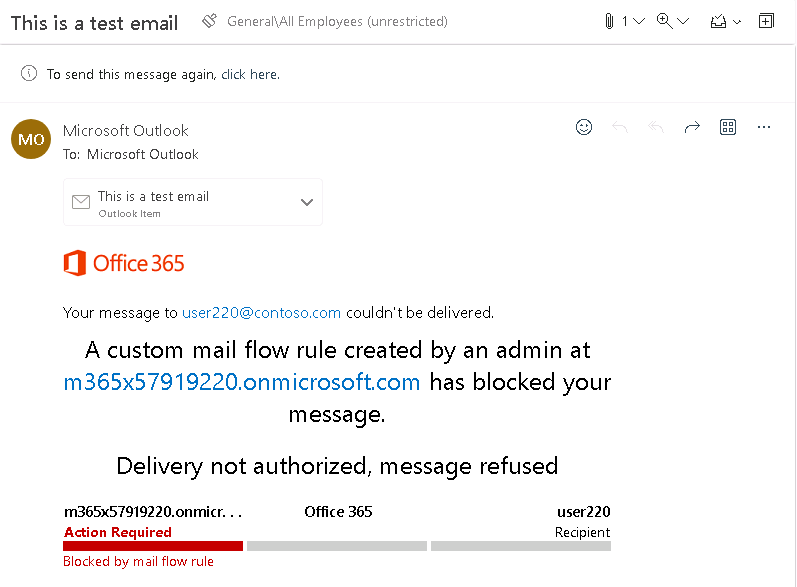 This is a test email
General\All Employees (unrestricted)
1
To send this message again, click here.
MO
Microsoft Outlook
To: Microsoft Outlook
This is a test email
Outlook Item
Office 365
Your message to user220@contoso.com couldn't be delivered.
A custom mail flow rule created by an admin at
m365x57919220.onmicrosoft.com has blocked your
message.
Delivery not authorized, message refused
m365x57919220.onmicr. . . Office 365 user220
Action Required Recipient
Blocked by mail flow rule